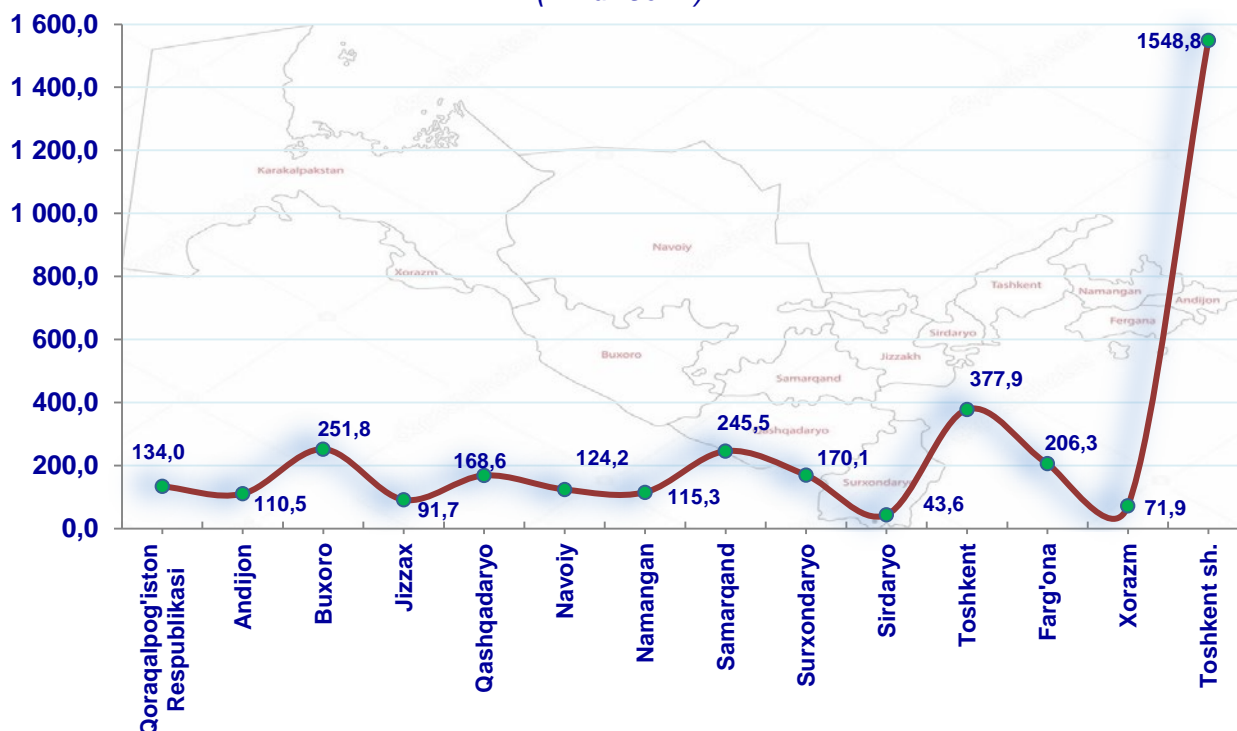 1 600,0
1 400,0
1 200,0
1 000,0
800,0
600,0
400,0
200,0
0,0
1548,8
Karakalpakstan
Navoiy
Xorazm
Tashkent
Namangan
Andijon
Fergana
Sirdaryo
Buxoro
Jizzakh
Samarqand
Qashqadaryo
Surxondaryo
134,0
110,5
251,8
91,7
168,6
124,2
115,3
245,5
170,1
43,6
377,9
206,3
71,9
Qoraqalpog'iston
Respublikasi
Andijon
Buxoro
Jizzax
Qashqadaryo
Navoiy
Namangan
Samarqand
Surxondaryo
Sirdaryo
Toshkent
Farg'ona
Xorazm
Toshkent sh.